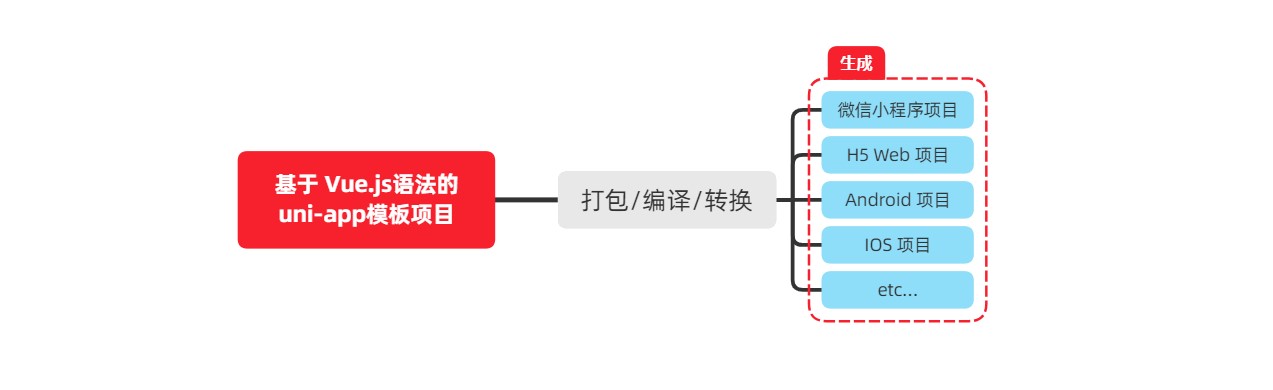 基于 Vue.js语法的
uni-app模板项目
打包/编译/转换
生成
微信小程序项目
H5 Web 项目
Android 项目
IOS 项目
etc...